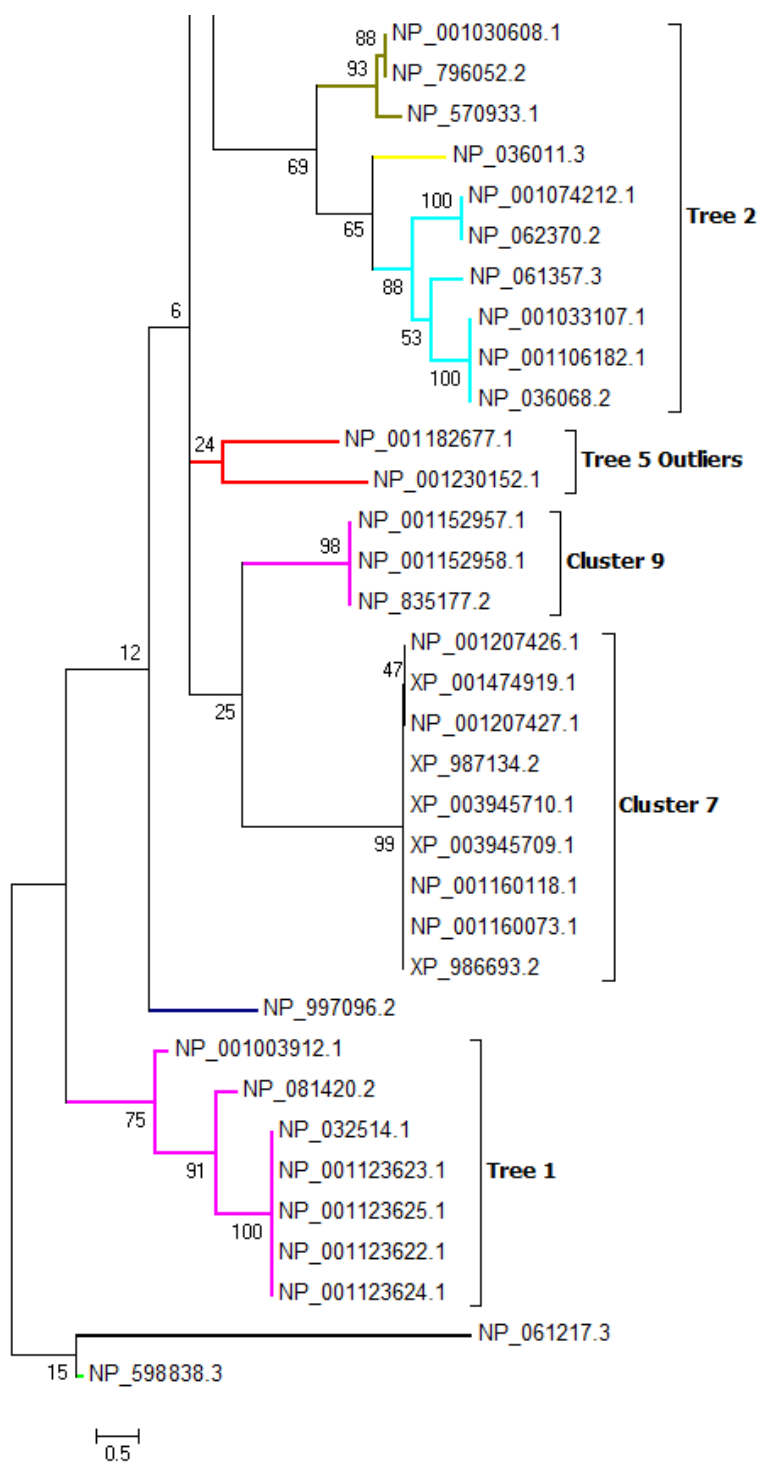 88
NP_001030608.1
93
NP_796052.2
NP_570933.1
69
NP_036011.3
100
NP_001074212.1
Tree 2
65
NP_062370.2
88
NP_061357.3
6
NP_001033107.1
53
NP_001106182.1
100
NP_036068.2
24
NP_001182677.1
Tree 5 Outliers
NP_001230152.1
NP_001152957.1
98
NP_001152958.1
Cluster 9
NP_835177.2
12
NP_001207426.1
47
XP_001474919.1
25
NP_001207427.1
XP_987134.2
XP_003945710.1
Cluster 7
99
XP_003945709.1
NP_001160118.1
NP_001160073.1
XP_986693.2
NP_997096.2
NP_001003912.1
75
NP_081420.2
NP_032514.1
91
NP_001123623.1
Tree 1
NP_001123625.1
100
NP_001123622.1
NP_001123624.1
NP_061217.3
15
NP_598838.3
0.5